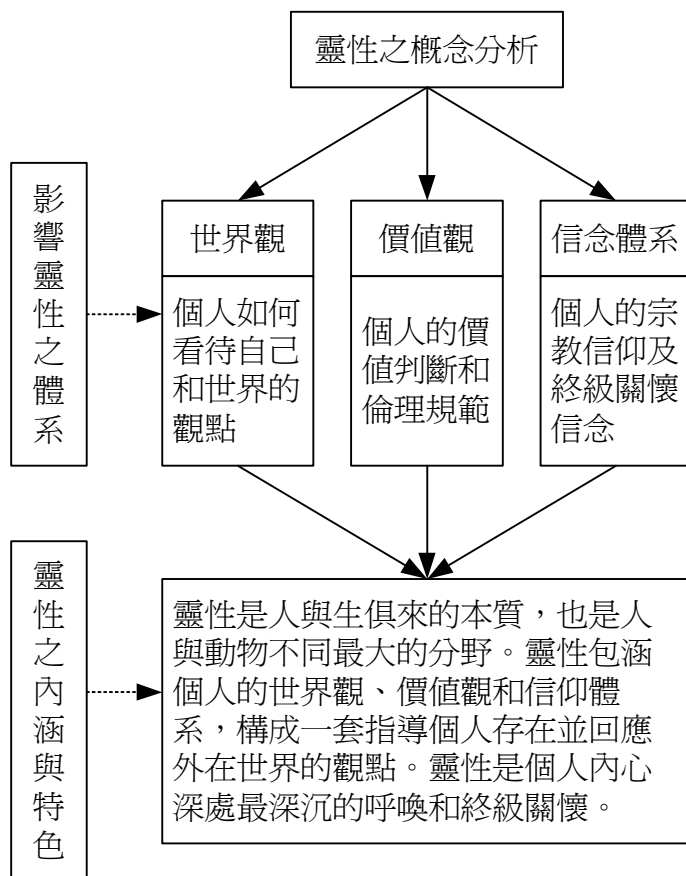 靈性之概念分析
影響靈性之體系
世界觀
個人如何
看待自己
和世界的
觀點
價值觀
個人的價
值判斷和
倫理規範
信念體系
個人的宗
教信仰及
終級關懷
信念
靈性之內涵與特色
靈性是人與生俱來的本質，也是人
與動物不同最大的分野。靈性包涵
個人的世界觀、價值觀和信仰體
系，構成一套指導個人存在並回應
外在世界的觀點。靈性是個人內心
深處最深沉的呼喚和終級關懷。